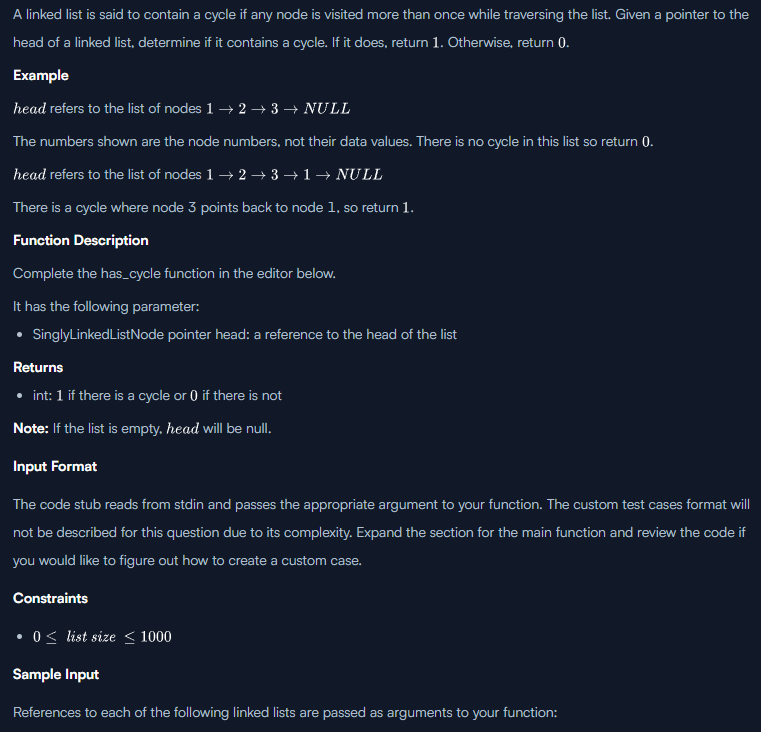 A linked list is said to contain a cycle if any node is visited more than once while traversing the list. Given a pointer to the
head of a linked list, determine if it contains a cycle. If it does, return 1. Otherwise, return 0.
Example
head refers to the list of nodes 1 → 2 → 3 → NULL
The numbers shown are the node numbers, not their data values. There is no cycle in this list so return 0.
head refers to the list of nodes 1 → 2 → 3 → 1 → NULL
There is a cycle where node 3 points back to node 1, so return 1.
Function Description
Complete the has_cycle function in the editor below.
It has the following parameter:
• SinglyLinkedListNode pointer head: a reference to the head of the list
Returns
• int: 1 if there is a cycle or 0 if there is not
Note: If the list is empty, head will be null.
Input Format
The code stub reads from stdin and passes the appropriate argument to your function. The custom test cases format will
not be described for this question due to its complexity. Expand the section for the main function and review the code if
you would like to figure out how to create a custom case.
Constraints
• 0 ≤ list size ≤ 1000
Sample Input
References to each of the following linked lists are passed as arguments to your function: